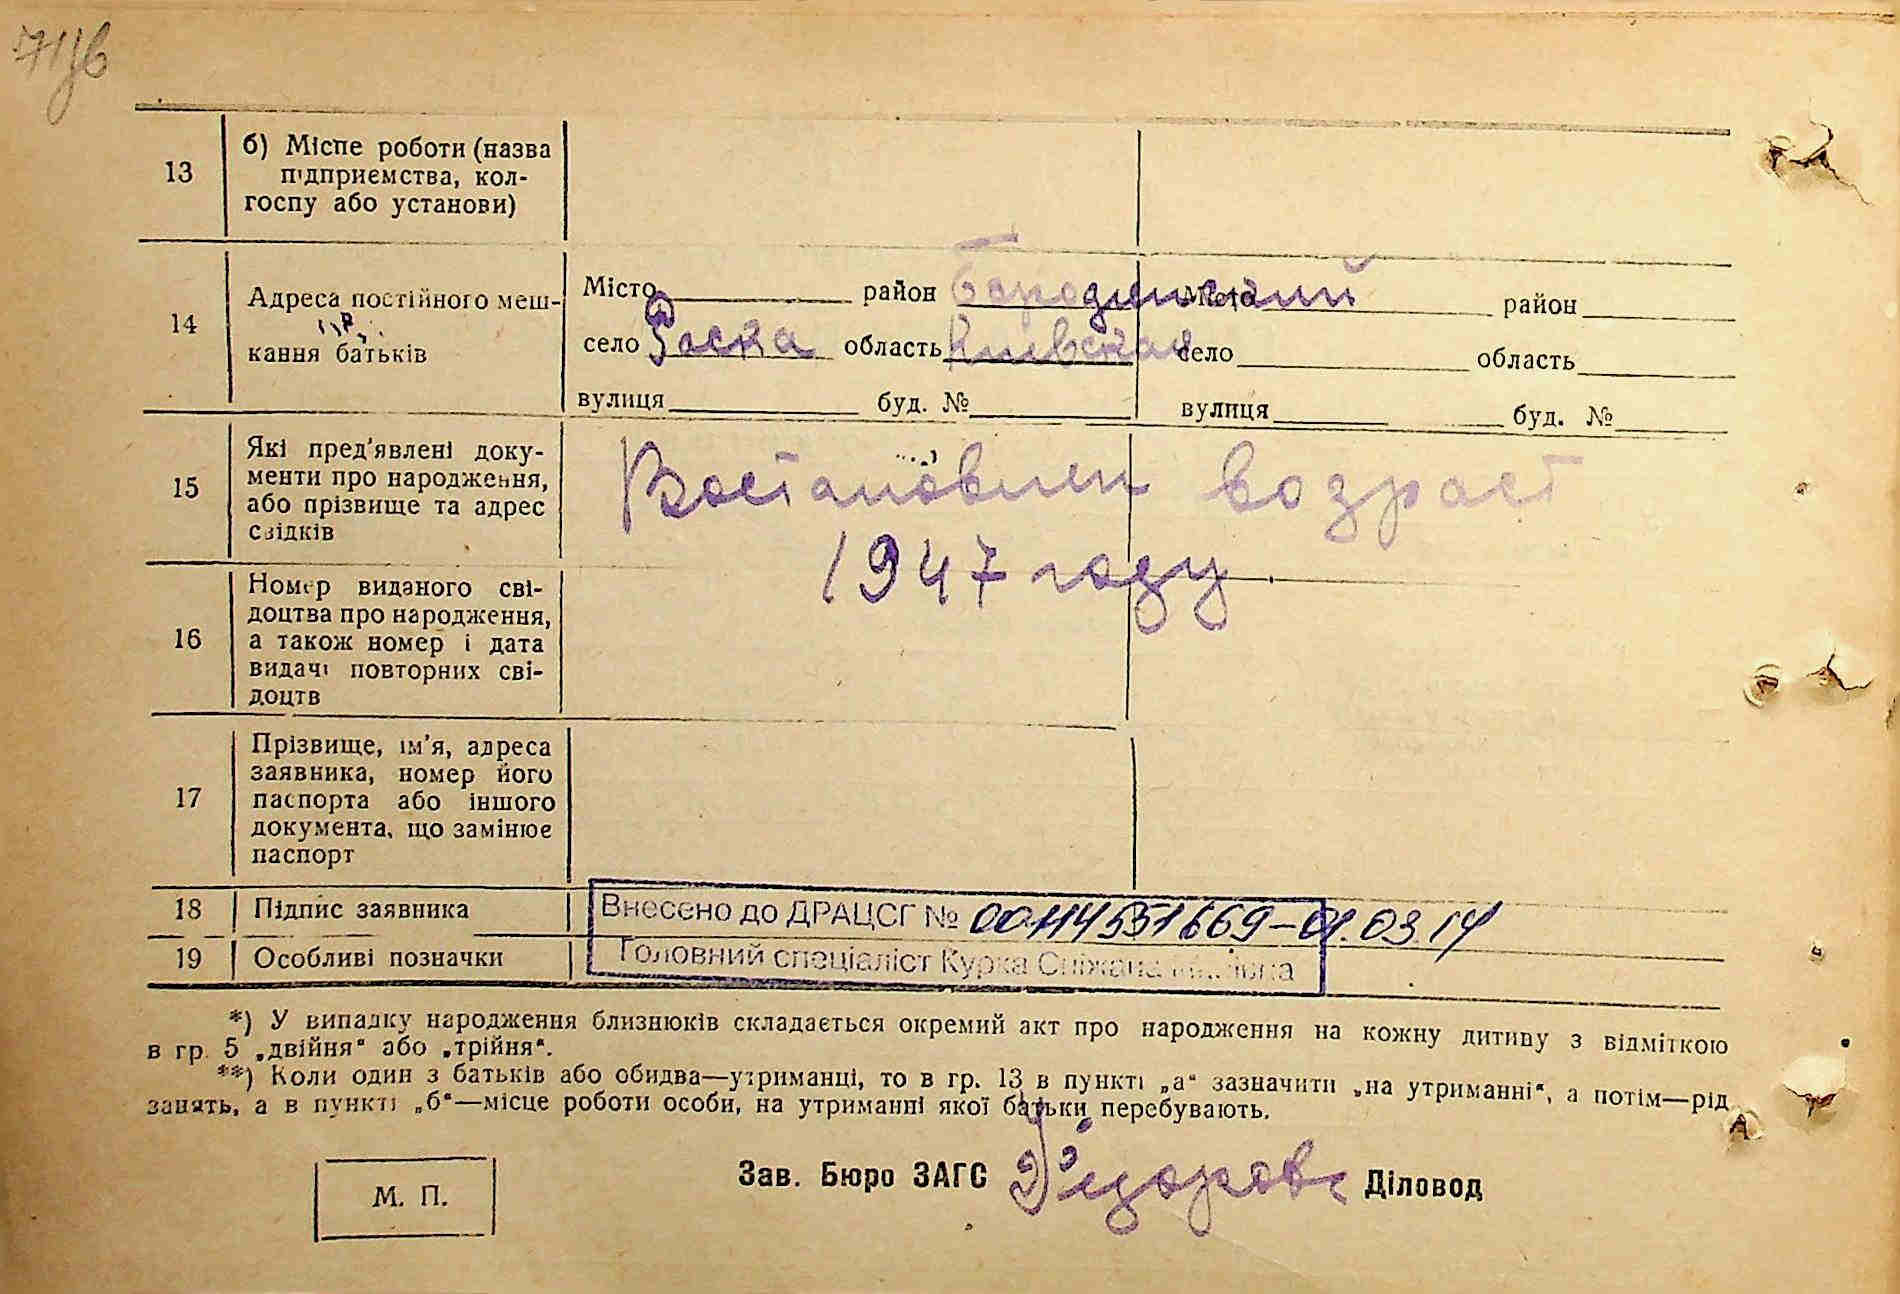 13
б) Місце роботи (назва
підприємства, кол-
госпу або установи)
14
Адреса постійного меш-
кання батьків
Місто район Бородянский
село Раска область Киевская
вулиця буд. №
Місто район
село область
вулиця буд. №
15
Які пред'явлені доку-
менти про народження,
або прізвище та адрес
свідків
Востановлен возраст
1947 году
16
Номер виданого сві-
доцтва про народження,
а також номер і дата
видачі повторних сві-
доцтв
17
Прізвище, ім'я, адреса
заявника, номер його
паспорта або іншого
документа, що замінює
паспорт
18 Підпис заявника
Внесено до ДРАЦСГ № 00114551669-01.03.14
19 Особливі позначки
Головний спеціаліст Курка Сніжана
*) У випадку народження близнюків складається окремий акт про народження на кожну дитину з відміткою
в гр. 5 „двійня“ або „трійня“.
**) Коли один з батьків або обидва—утриманці, то в гр. 13 в пункті „а“ зазначити „на утриманні“, а потім—рід
занять, а в пункті „б“—місце роботи особи, на утриманні якої батьки перебувають.
М. П.
Зав. Бюро ЗАГС Діловод